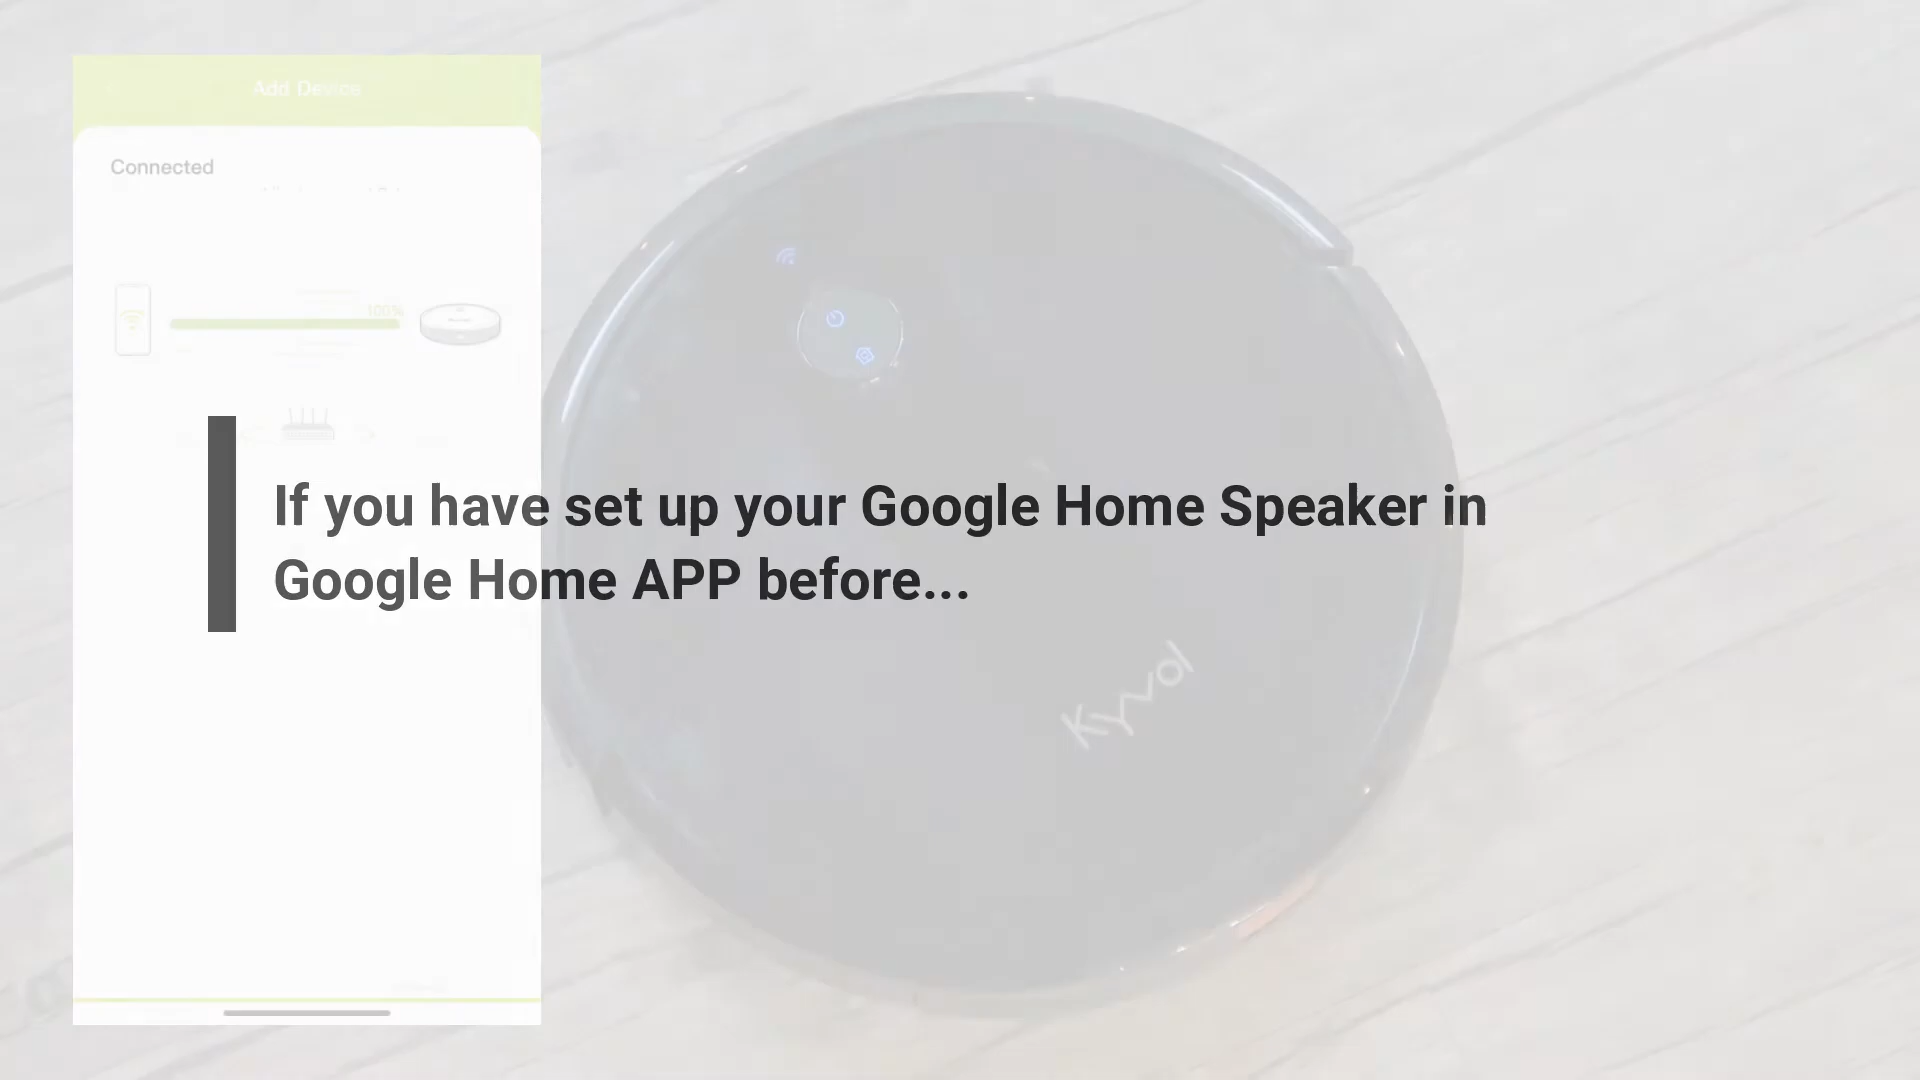 Add Device
Connected
100%
If you have set up your Google Home Speaker in
Google Home APP before...
Kyvol